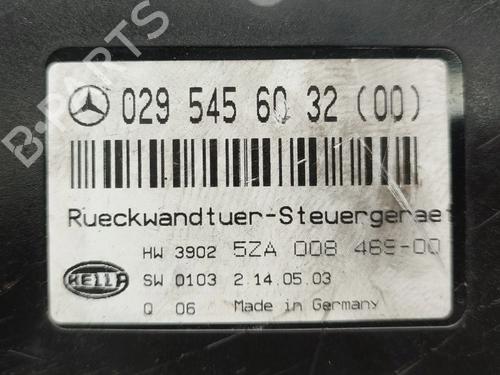 B-PARTS
029 545 60 32 (00)
Rueckwandtuer-Steuergeraet
HW 3902 5ZA 008 469-00
HELLA
SW 0103 2.14.05.03
Q 06 Made in Germany